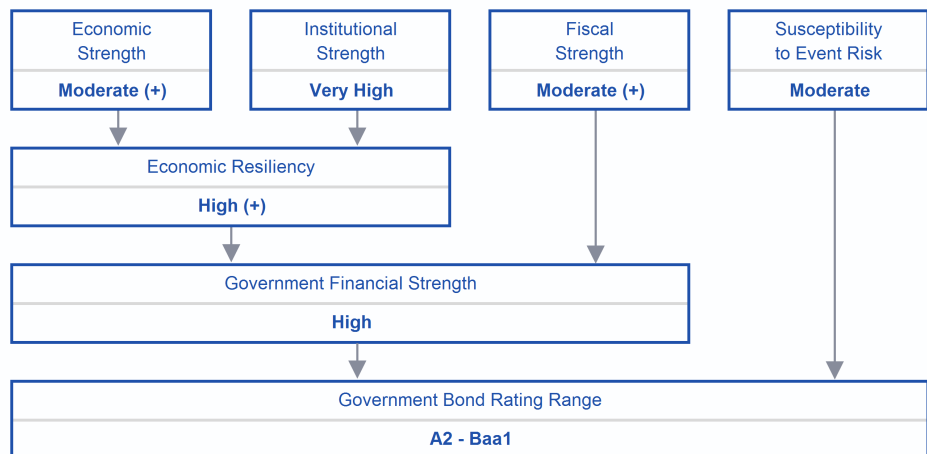 Economic
Strength
Moderate (+)
Institutional
Strength
Very High
Fiscal
Strength
Moderate (+)
Susceptibility
to Event Risk
Moderate
Economic Resiliency
High (+)
Government Financial Strength
High
Government Bond Rating Range
A2 - Baa1